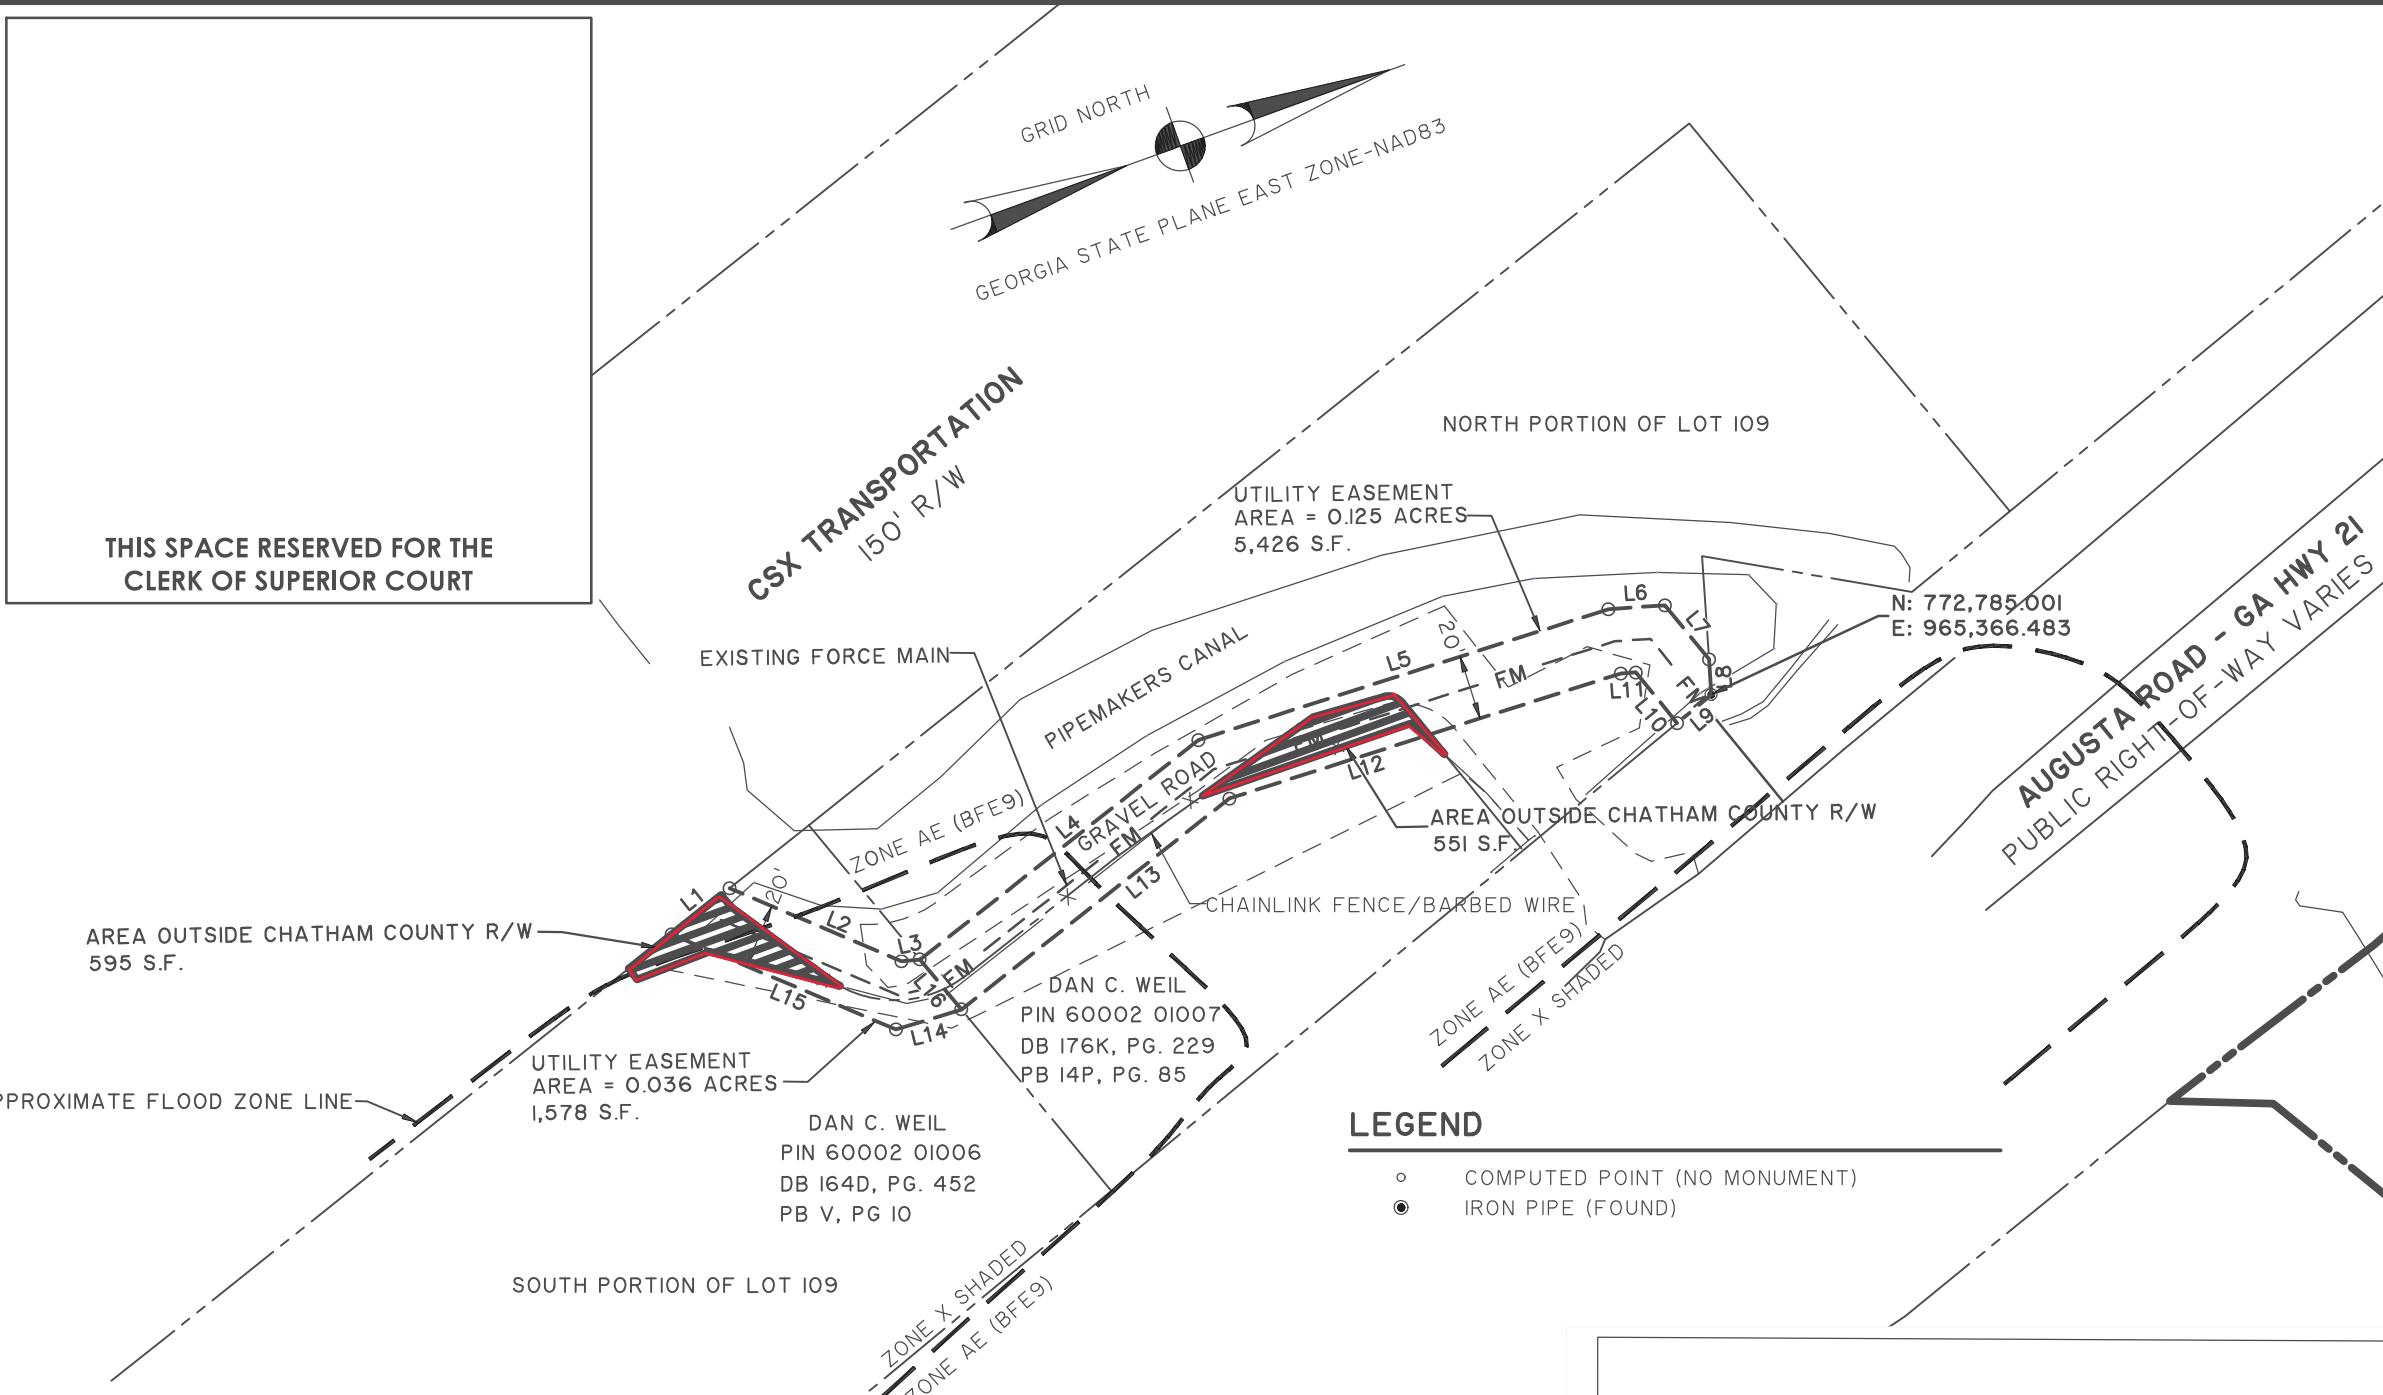 THIS SPACE RESERVED FOR THE
CLERK OF SUPERIOR COURT
GRID NORTH
GEORGIA STATE PLANE EAST ZONE-NAD83
CSX TRANSPORTATION
150' R/W
NORTH PORTION OF LOT 109
UTILITY EASEMENT
AREA = 0.125 ACRES
5,426 S.F.
N: 772,785.001
E: 965,366.483
AUGUSTA ROAD - GA HWY 21
PUBLIC RIGHT-OF-WAY VARIES
EXISTING FORCE MAIN
PIPEMAKERS CANAL
20'
L5
L6
L7
L8
FM
FM
L11
L10
L9
L12
GRAVEL ROAD
L4
FM
L13
ZONE AE (BFE9)
AREA OUTSIDE CHATHAM COUNTY R/W
551 S.F.
CHAINLINK FENCE/BARBED WIRE
L1
20'
L2
L3
FM
L16
L15
L14
AREA OUTSIDE CHATHAM COUNTY R/W
595 S.F.
ZONE AE (BFE9)
ZONE X SHADED
DAN C. WEIL
PIN 60002 01007
DB 176K, PG. 229
PB 14P, PG. 85
UTILITY EASEMENT
AREA = 0.036 ACRES
1,578 S.F.
PPROXIMATE FLOOD ZONE LINE
DAN C. WEIL
PIN 60002 01006
DB 164D, PG. 452
PB V, PG 10
LEGEND
COMPUTED POINT (NO MONUMENT)
IRON PIPE (FOUND)
SOUTH PORTION OF LOT 109
ZONE X SHADED
ZONE AE (BFE9)